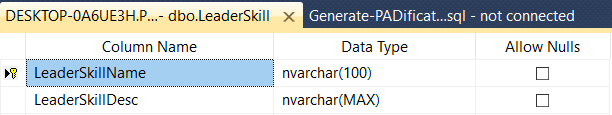 DESKTOP-0A6UE3H.P...- dbo.LeaderSkill Generate-PADificat...sql - not connected
Column Name Data Type Allow Nulls
LeaderSkillName nvarchar(100)
LeaderSkillDesc nvarchar(MAX)